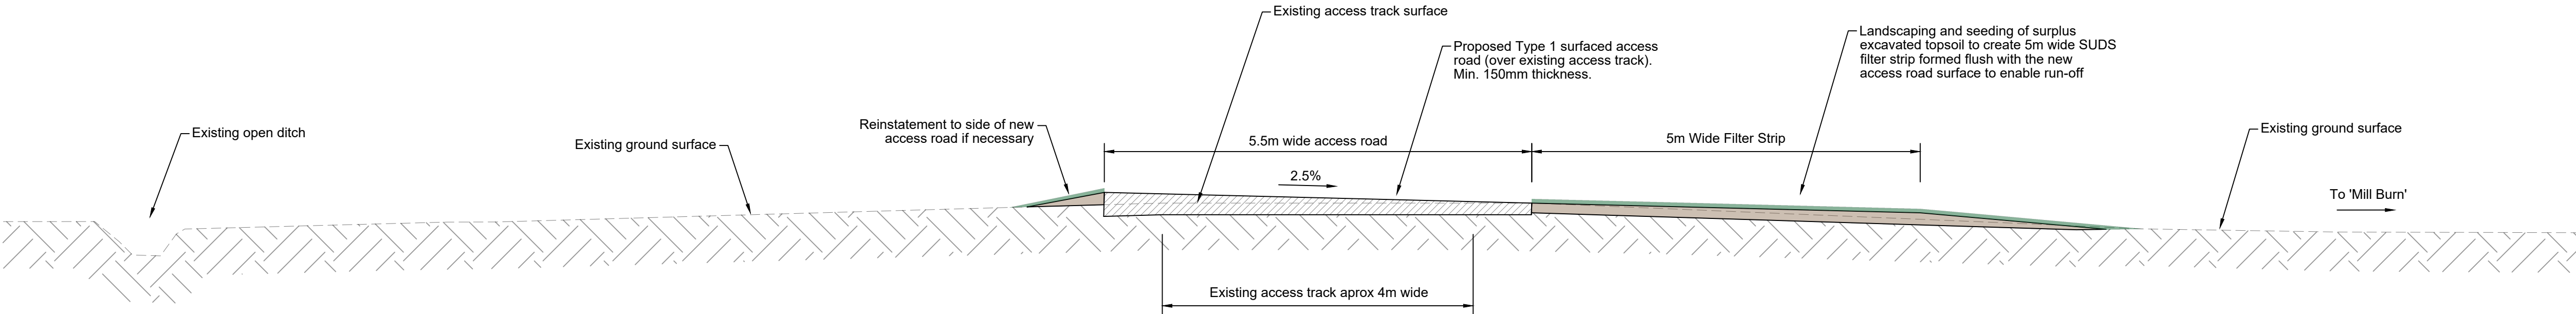 Existing access track surface
Proposed Type 1 surfaced access
road (over existing access track).
Min. 150mm thickness.
Landscaping and seeding of surplus
excavated topsoil to create 5m wide SUDS
filter strip formed flush with the new
access road surface to enable run-off
Existing open ditch
Existing ground surface
Reinstatement to side of new
access road if necessary
5.5m wide access road
5m Wide Filter Strip
Existing ground surface
2.5%
To 'Mill Burn'
Existing access track aprox 4m wide